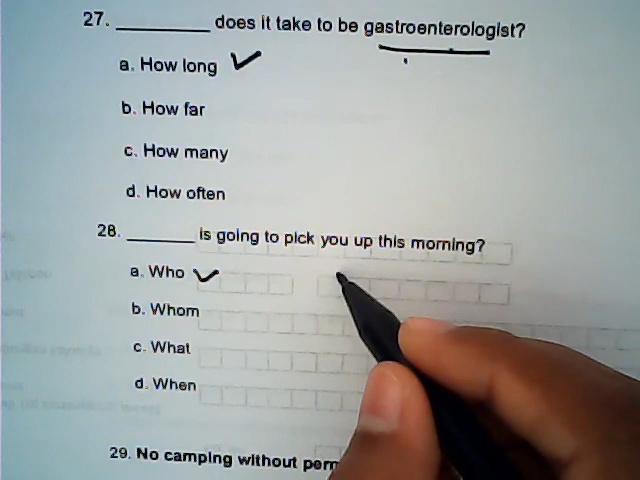 27. __________ does it take to be gastroenterologist?
a. How long ✓
b. How far
c. How many
d. How often
28. ________ is going to pick you up this morning?
a. Who ✓
b. Whom
c. What
d. When
29. No camping without